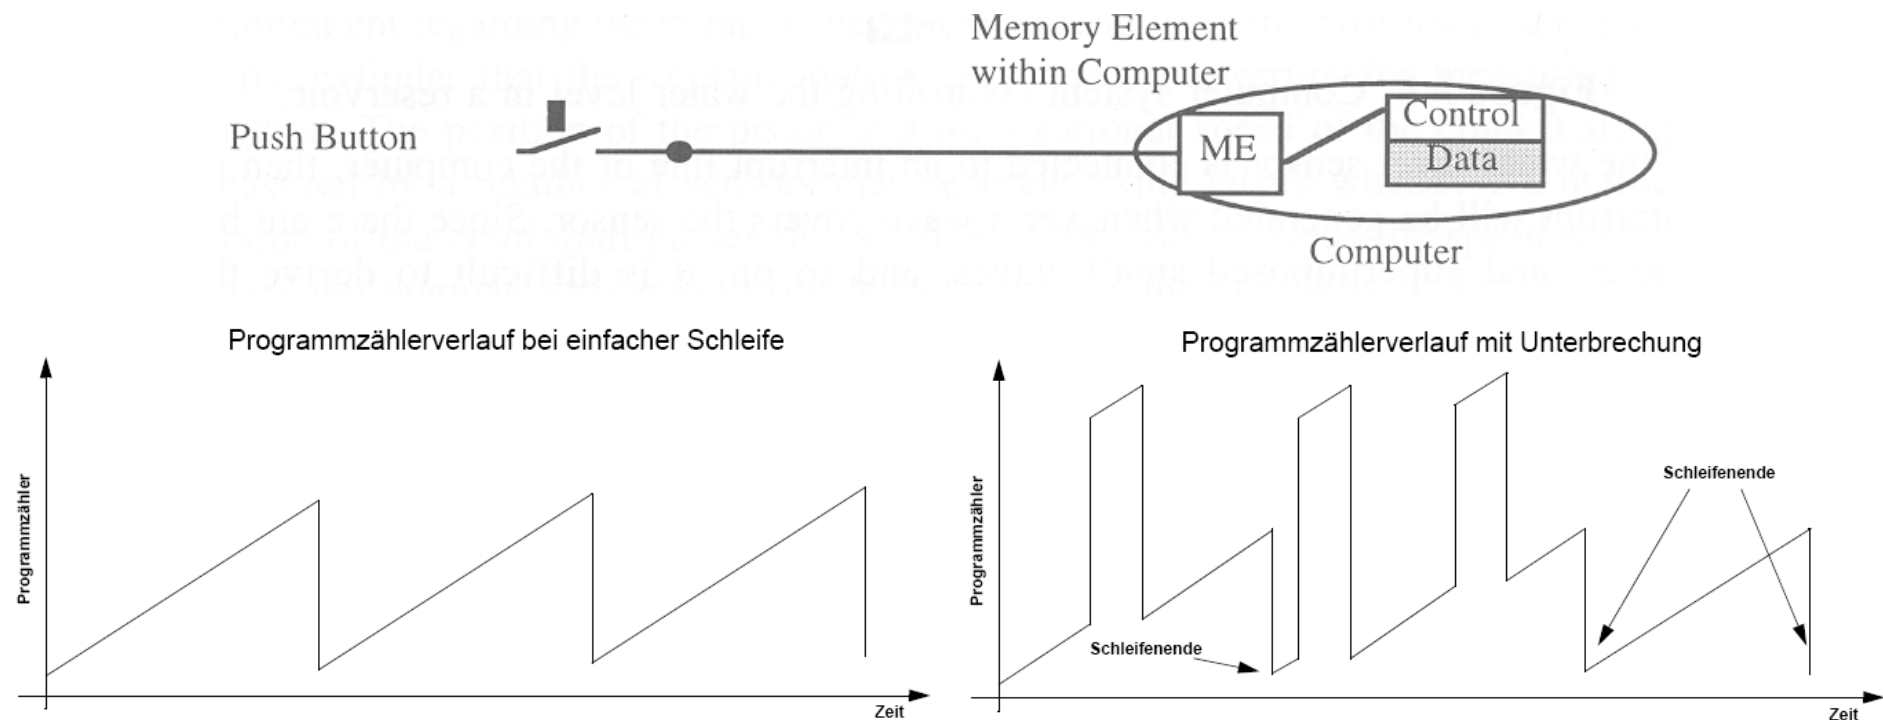 Memory Element
within Computer
Push Button
ME
Control
Data
Computer
Programmzählerverlauf bei einfacher Schleife
Programmzähler
Zeit
Programmzählerverlauf mit Unterbrechung
Programmzähler
Schleifenende
Schleifenende
Zeit